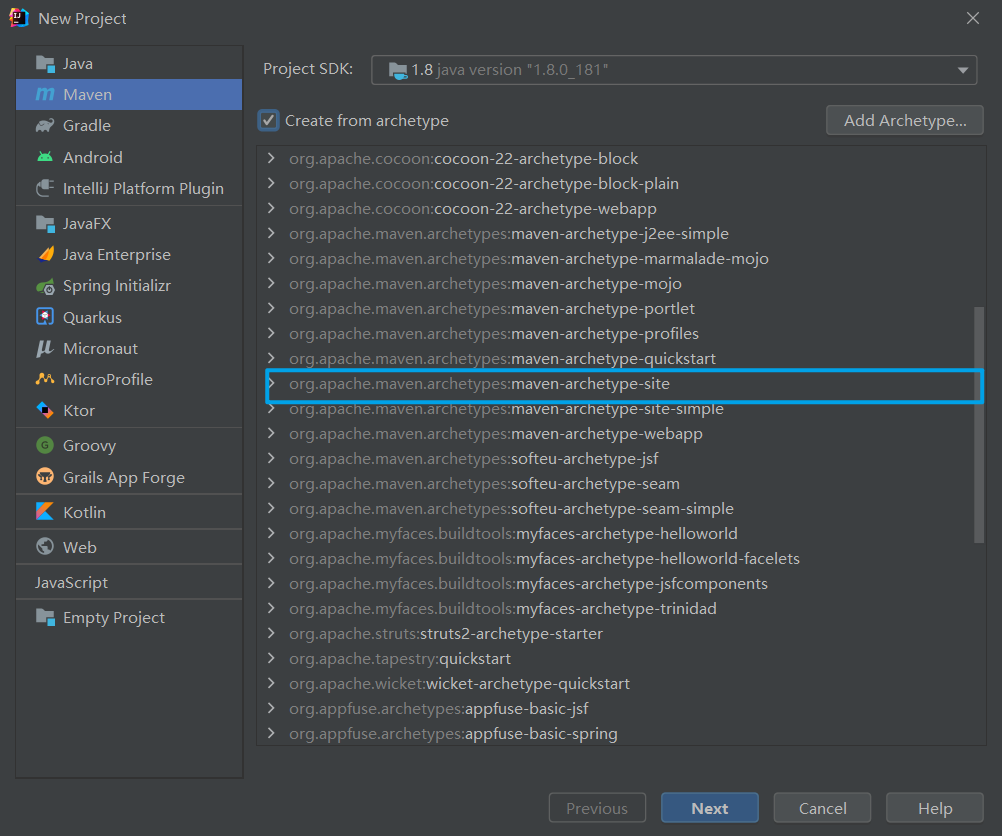 New Project
Java
Maven
Gradle
Android
IntelliJ Platform Plugin
JavaFX
Java Enterprise
Spring Initializr
Quarkus
Micronaut
MicroProfile
Ktor
Groovy
Grails App Forge
Kotlin
Web
JavaScript
Empty Project
Project SDK: 1.8 java version "1.8.0_181"
Create from archetype
Add Archetype...
org.apache.cocoon:cocoon-22-archetype-block
org.apache.cocoon:cocoon-22-archetype-block-plain
org.apache.cocoon:cocoon-22-archetype-webapp
org.apache.maven.archetypes:maven-archetype-j2ee-simple
org.apache.maven.archetypes:maven-archetype-marmalade-mojo
org.apache.maven.archetypes:maven-archetype-mojo
org.apache.maven.archetypes:maven-archetype-portlet
org.apache.maven.archetypes:maven-archetype-profiles
org.apache.maven.archetypes:maven-archetype-quickstart
org.apache.maven.archetypes:maven-archetype-site
org.apache.maven.archetypes:maven-archetype-site-simple
org.apache.maven.archetypes:maven-archetype-webapp
org.apache.maven.archetypes:softeu-archetype-jsf
org.apache.maven.archetypes:softeu-archetype-seam
org.apache.maven.archetypes:softeu-archetype-seam-simple
org.apache.myfaces.buildtools:myfaces-archetype-helloworld
org.apache.myfaces.buildtools:myfaces-archetype-helloworld-facelets
org.apache.myfaces.buildtools:myfaces-archetype-jsfcomponents
org.apache.myfaces.buildtools:myfaces-archetype-trinidad
org.apache.struts:struts2-archetype-starter
org.apache.tapestry:quickstart
org.apache.wicket:wicket-archetype-quickstart
org.appfuse.archetypes:appfuse-basic-jsf
org.appfuse.archetypes:appfuse-basic-spring
Previous
Next
Cancel
Help